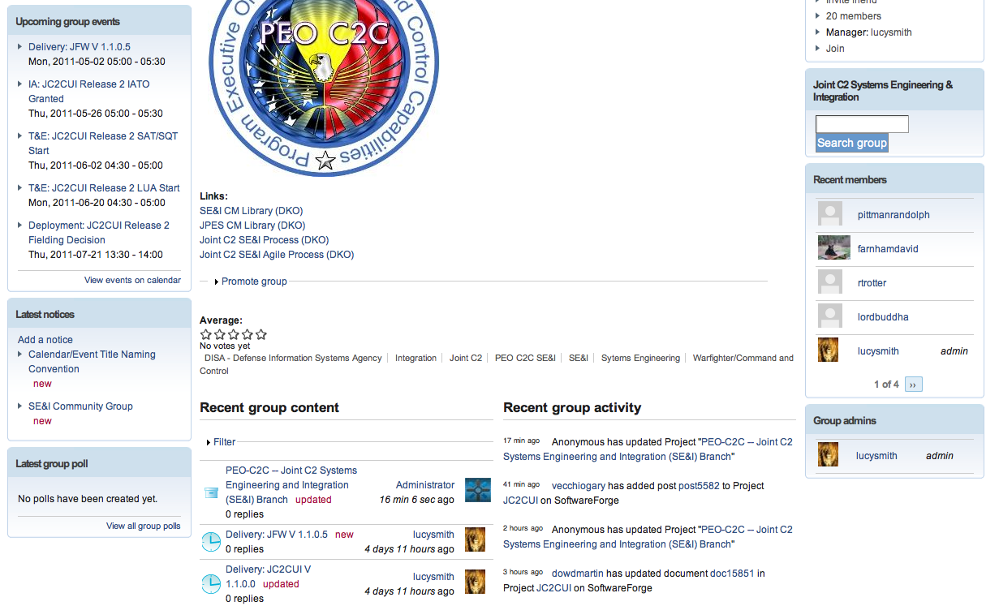 Upcoming group events
Delivery: JFW V 1.1.0.5
Mon, 2011-05-02 05:00 - 05:30
IA: JC2CUI Release 2 IATO
Granted
Thu, 2011-05-26 05:00 - 05:30
T&E: JC2CUI Release 2 SAT/SQT
Start
Thu, 2011-06-02 04:30 - 05:00
T&E: JC2CUI Release 2 LUA Start
Mon, 2011-06-20 04:30 - 05:00
Deployment: JC2CUI Release 2
Fielding Decision
Thu, 2011-07-21 13:30 - 14:00
View events on calendar
Latest notices
Add a notice
Calendar/Event Title Naming
Convention
new
SE&I Community Group
new
Latest group poll
No polls have been created yet.
View all group polls
PEO C2C
Program Executive O
d Control Capabilities
Links:
SE&I CM Library (DKO)
JPES CM Library (DKO)
Joint C2 SE&I Process (DKO)
Joint C2 SE&I Agile Process (DKO)
Promote group
Average:
No votes yet
DISA - Defense Information Systems Agency Integration Joint C2 PEO C2C SE&I SE&I Sytems Engineering Warfighter/Command and
Control
Recent group content
Filter
PEO-C2C -- Joint C2 Systems
Engineering and Integration
(SE&I) Branch updated
0 replies
Administrator
16 min 6 sec ago
Delivery: JFW V 1.1.0.5 new
0 replies
lucysmith
4 days 11 hours ago
Delivery: JC2CUI V
1.1.0.0 updated
0 replies
lucysmith
4 days 11 hours ago
Recent group activity
17 min ago Anonymous has updated Project "PEO-C2C -- Joint C2
Systems Engineering and Integration (SE&I) Branch"
41 min ago vecchiogary has added post post5582 to Project
JC2CUI on SoftwareForge
2 hours ago Anonymous has updated Project "PEO-C2C -- Joint C2
Systems Engineering and Integration (SE&I) Branch"
3 hours ago dowdmartin has updated document doc15851 in
Project JC2CUI on SoftwareForge
Invite friend
20 members
Manager: lucysmith
Join
Joint C2 Systems Engineering &
Integration
Search group
Recent members
pittmanrandolph
farnhamdavid
rtrotter
lordbuddha
lucysmith admin
1 of 4 ››
Group admins
lucysmith admin